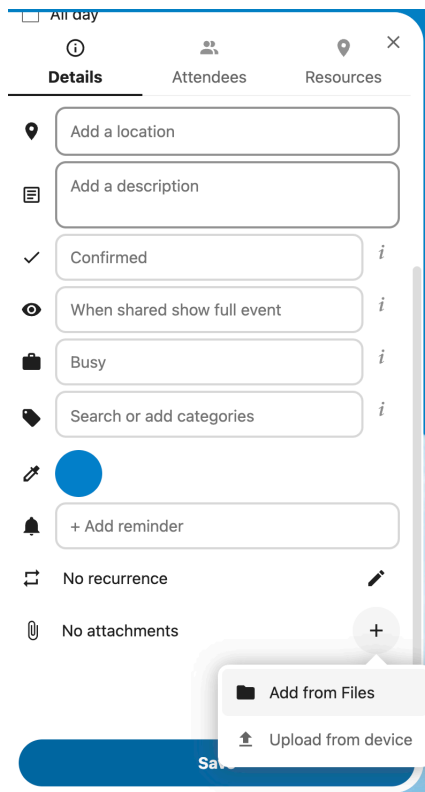 All day
Details Attendees Resources
Add a location
Add a description
Confirmed i
When shared show full event i
Busy i
Search or add categories i
+ Add reminder
No recurrence
No attachments +
Add from Files
Upload from device
Save